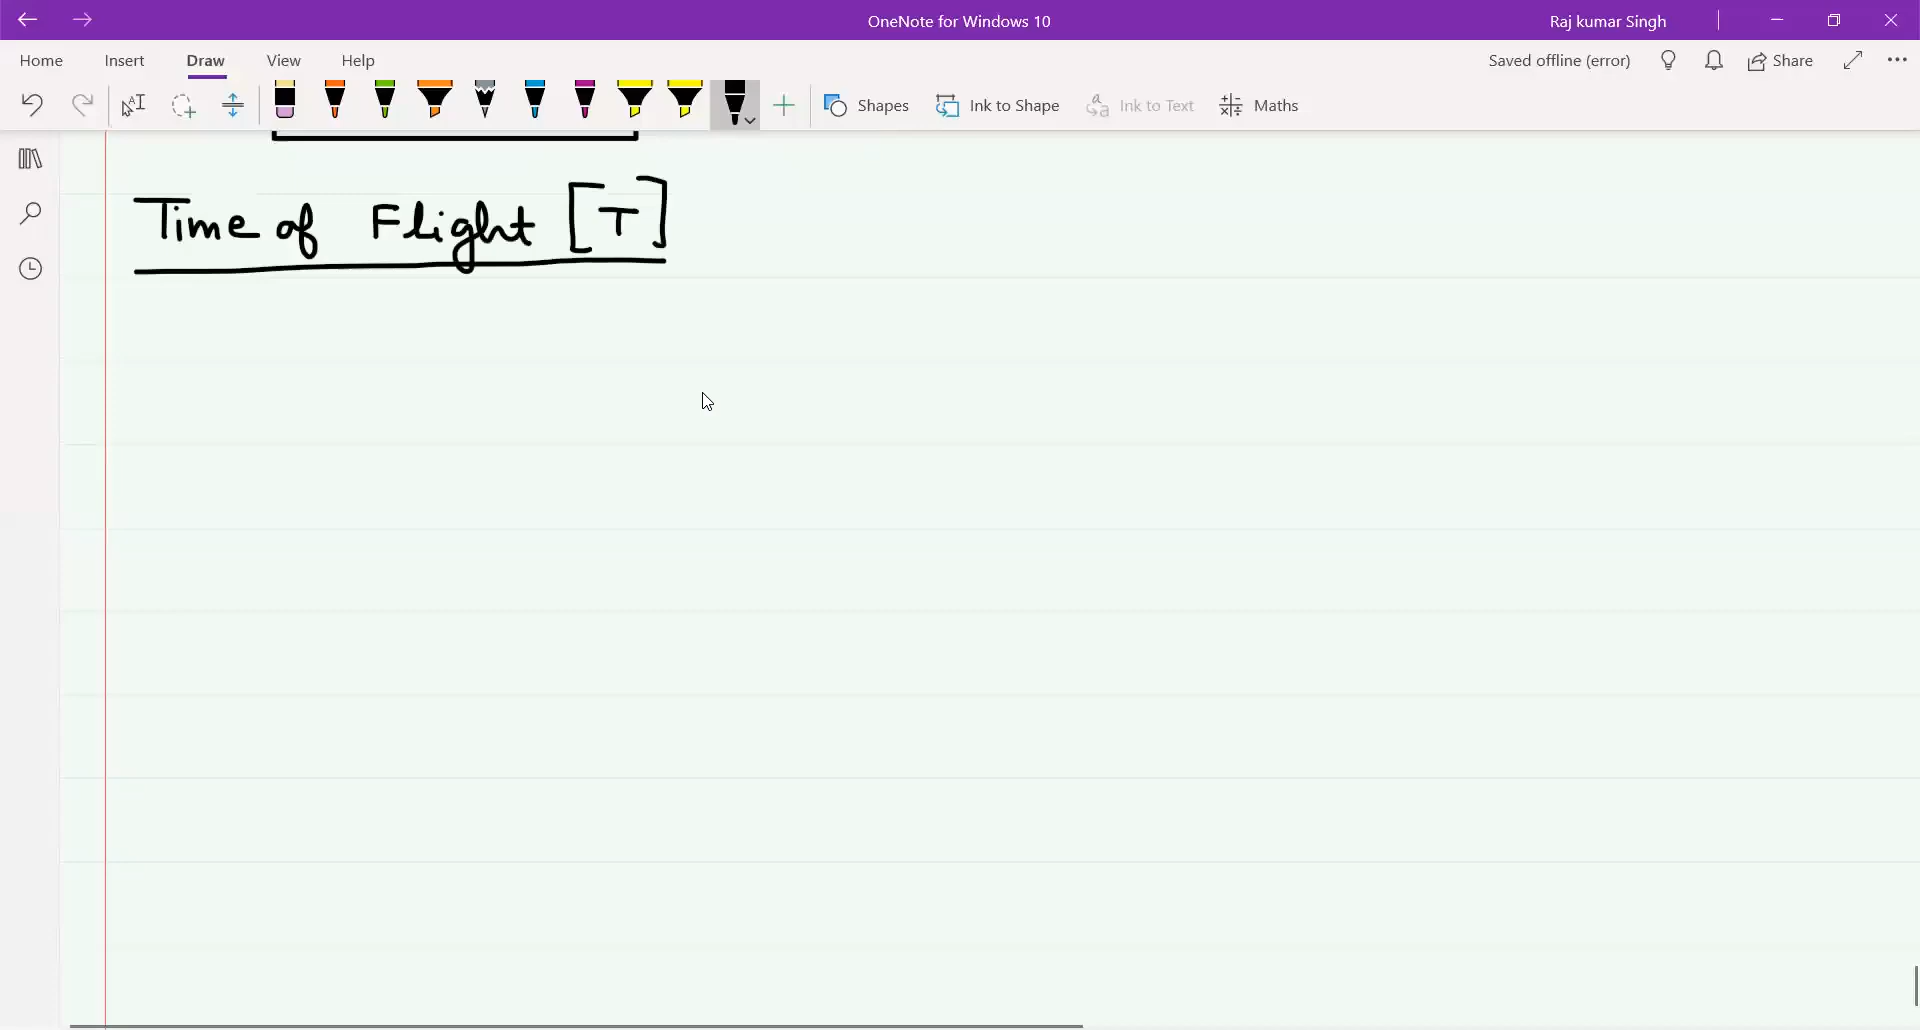 OneNote for Windows 10
Raj kumar Singh
Home Insert Draw View Help
Saved offline (error)
Share
Shapes
Ink to Shape
Ink to Text
Maths
Time of Flight [T]